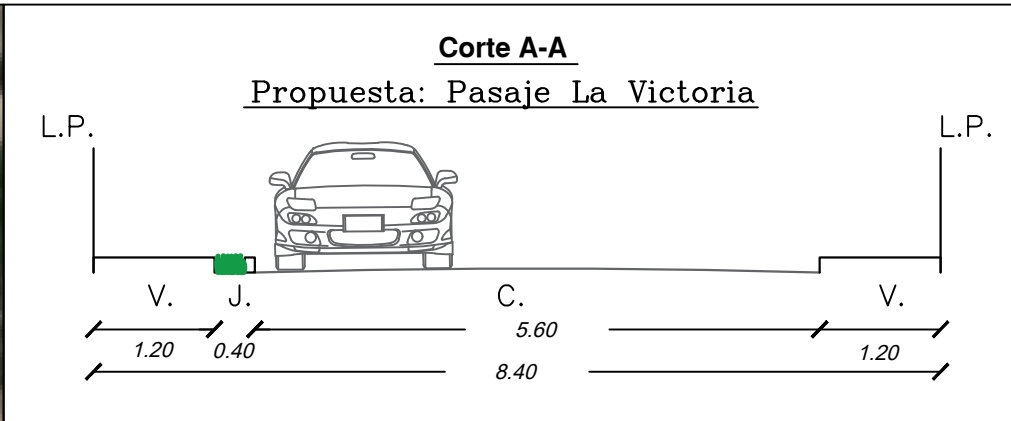 Corte A-A
Propuesta: Pasaje La Victoria
L.P. L.P.
V. J. C. V.
1.20 0.40 5.60 1.20
8.40